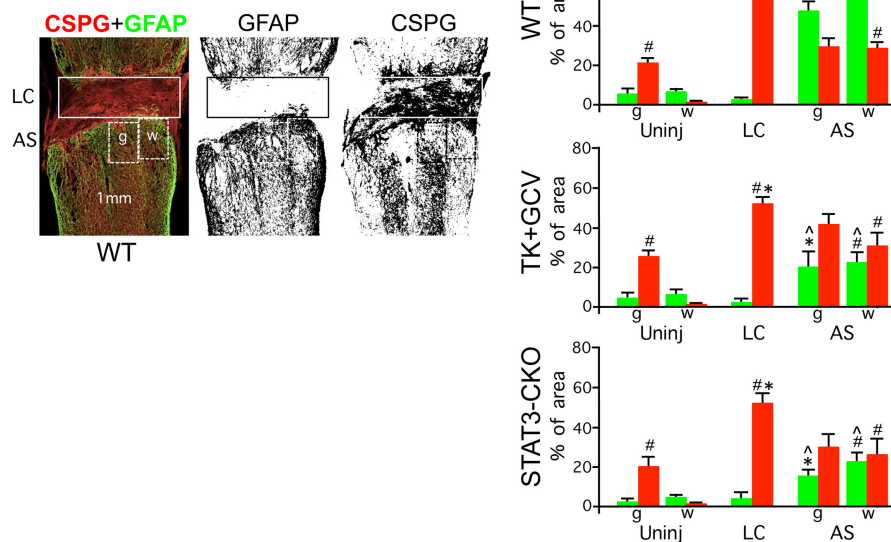 CSPG+GFAP GFAP CSPG
LC
AS
g w
1mm
WT
WT
% of area
0
# #
g w g w
Uninj LC AS
TK+GCV
% of area
80
60
40
20
0
# #* ^* ^# #
g w g w
Uninj LC AS
STAT3-CKO
% of area
80
60
40
20
0
# #* ^* ^# #
g w g w
Uninj LC AS